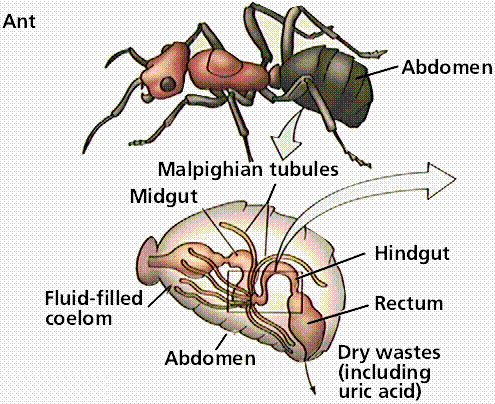 Ant
Abdomen
Malpighian tubules
Midgut
Hindgut
Fluid-filled
coelom
Rectum
Abdomen
Dry wastes
(including
uric acid)